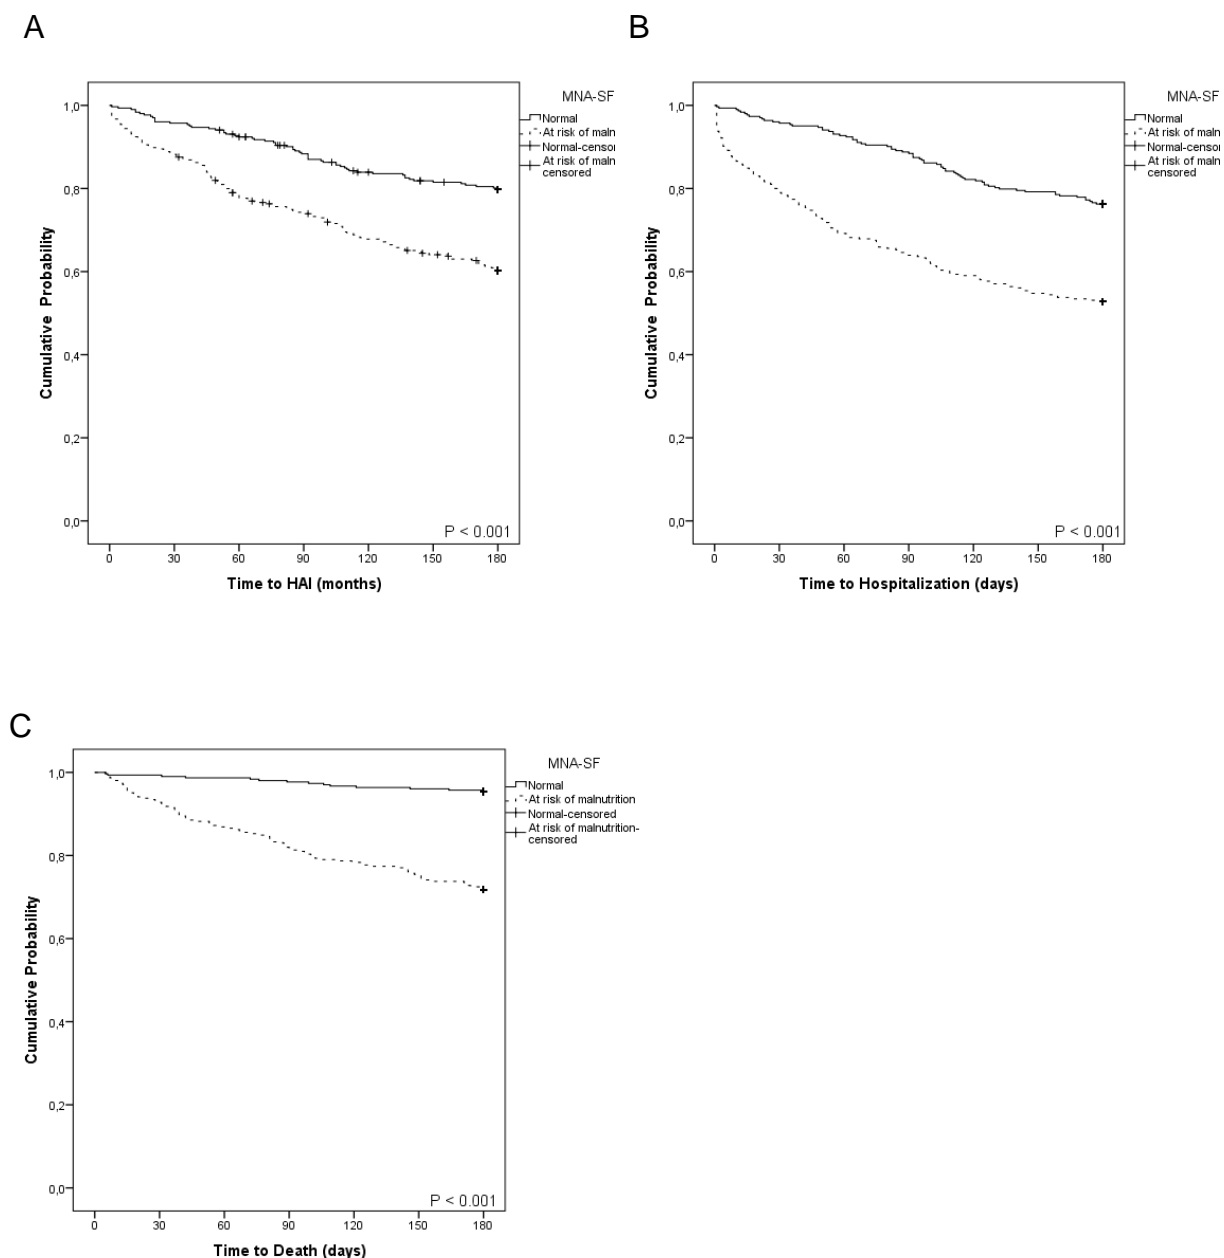 A
MNA-SF
Normal
At risk of maln
Normal-censor
At risk of maln
censored
1,0
0,8
0,6
0,4
0,2
0,0
Cumulative Probability
P < 0.001
0 30 60 90 120 150 180
Time to HAI (months)
B
MNA-SF
Normal
At risk of maln
Normal-censor
At risk of maln
censored
1,0
0,8
0,6
0,4
0,2
0,0
Cumulative Probability
P < 0.001
0 30 60 90 120 150 180
Time to Hospitalization (days)
C
MNA-SF
Normal
At risk of malnutrition
Normal-censored
At risk of malnutrition-
censored
1,0
0,8
0,6
0,4
0,2
0,0
Cumulative Probability
P < 0.001
0 30 60 90 120 150 180
Time to Death (days)